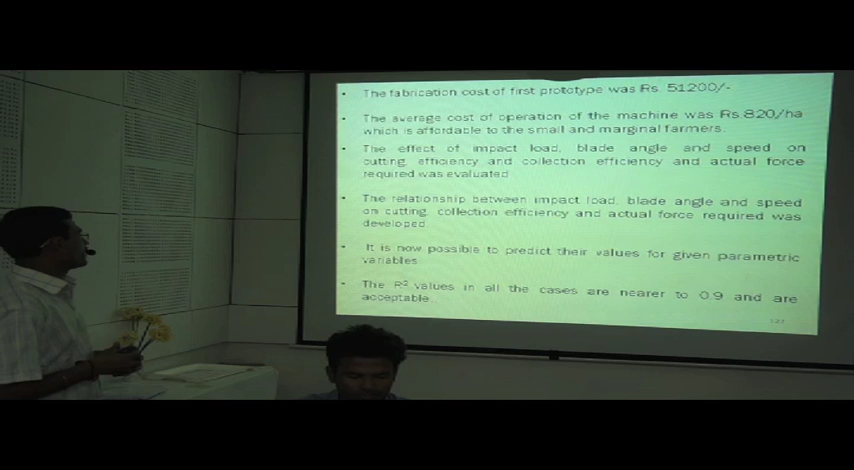 • The fabrication cost of first prototype was Rs. 51200/-
• The average cost of operation of the machine was Rs.820/ha
which is affordable to the small and marginal farmers.
• The effect of impact load, blade angle and speed on
cutting efficiency and collection efficiency and actual force
required was evaluated
• The relationship between impact load, blade angle and speed
on cutting, collection efficiency and actual force required was
developed.
• It is now possible to predict their values for given parametric
variables
• The R² values in all the cases are nearer to 0.9 and are
acceptable.
127